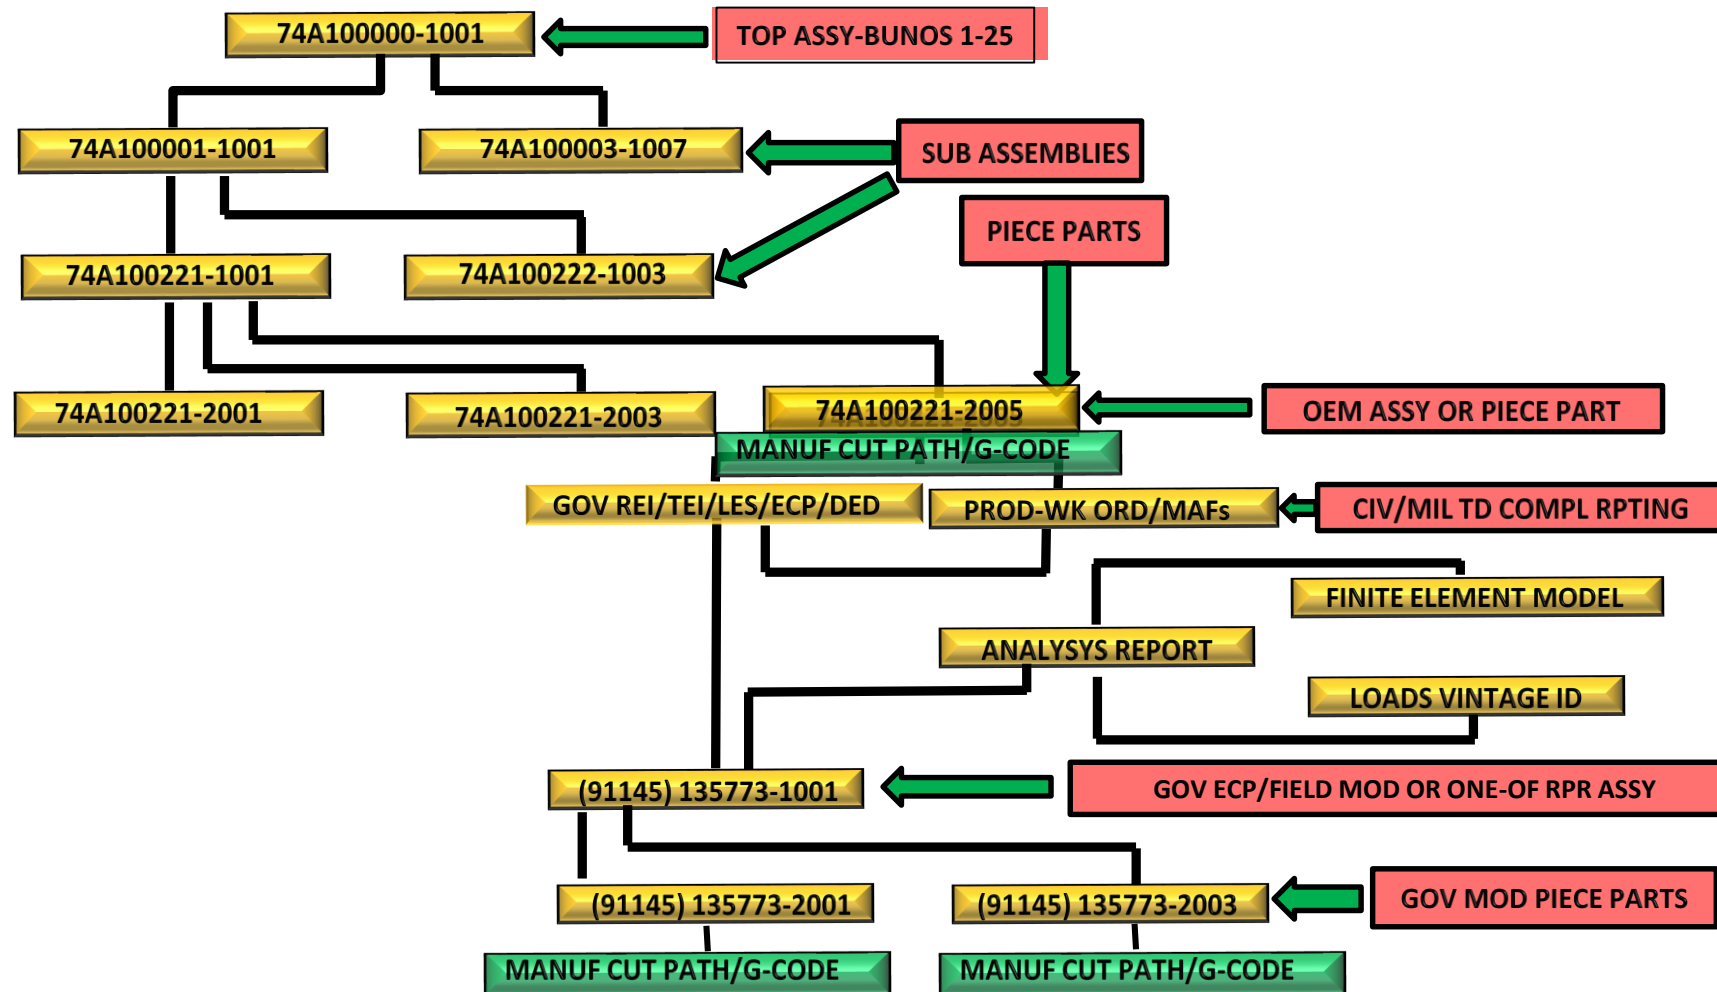 74A100000-1001
TOP ASSY-BUNOS 1-25
74A100001-1001
74A100003-1007
SUB ASSEMBLIES
PIECE PARTS
74A100221-1001
74A100222-1003
74A100221-2001
74A100221-2003
74A100221-2005
OEM ASSY OR PIECE PART
MANUF CUT PATH/G-CODE
GOV REI/TEI/LES/ECP/DED
PROD-WK ORD/MAFs
CIV/MIL TD COMPL RPTING
FINITE ELEMENT MODEL
ANALYSYS REPORT
LOADS VINTAGE ID
(91145) 135773-1001
GOV ECP/FIELD MOD OR ONE-OF RPR ASSY
(91145) 135773-2001
(91145) 135773-2003
GOV MOD PIECE PARTS
MANUF CUT PATH/G-CODE
MANUF CUT PATH/G-CODE